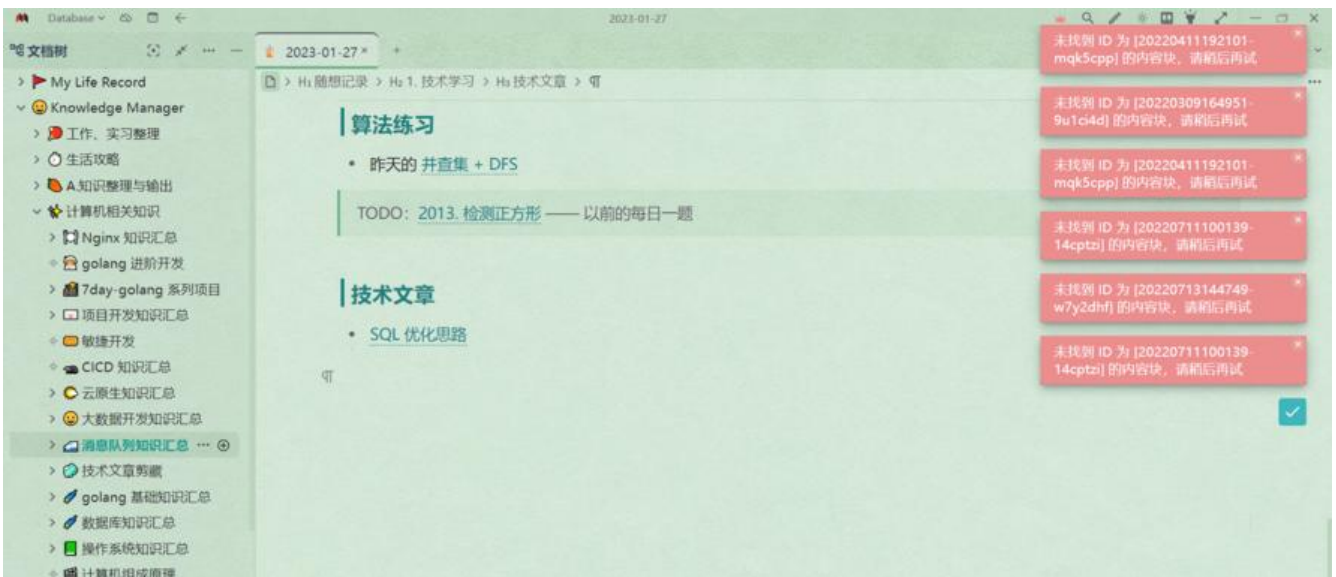 Database
2023-01-27
文档树
2023-01-27
My Life Record
Knowledge Manager
工作、实习整理
生活攻略
A.知识整理与输出
计算机相关知识
Nginx 知识汇总
golang 进阶开发
7day-golang 系列项目
项目开发知识汇总
敏捷开发
CICD 知识汇总
云原生知识汇总
大数据开发知识汇总
消息队列知识汇总
技术文章剪藏
golang 基础知识汇总
数据库知识汇总
操作系统知识汇总
计算机组成原理
H1 随想记录 > H2 1. 技术学习 > H3 技术文章 > ¶
算法练习
• 昨天的 并查集 + DFS
TODO：2013. 检测正方形 —— 以前的每日一题
技术文章
• SQL 优化思路
¶
未找到 ID 为 [20220411192101-
mqk5cpp] 的内容块，请稍后再试
未找到 ID 为 [20220309164951-
9u1ci4d] 的内容块，请稍后再试
未找到 ID 为 [20220411192101-
mqk5cpp] 的内容块，请稍后再试
未找到 ID 为 [20220711100139-
14cptzi] 的内容块，请稍后再试
未找到 ID 为 [20220713144749-
w7y2dhf] 的内容块，请稍后再试
未找到 ID 为 [20220711100139-
14cptzi] 的内容块，请稍后再试